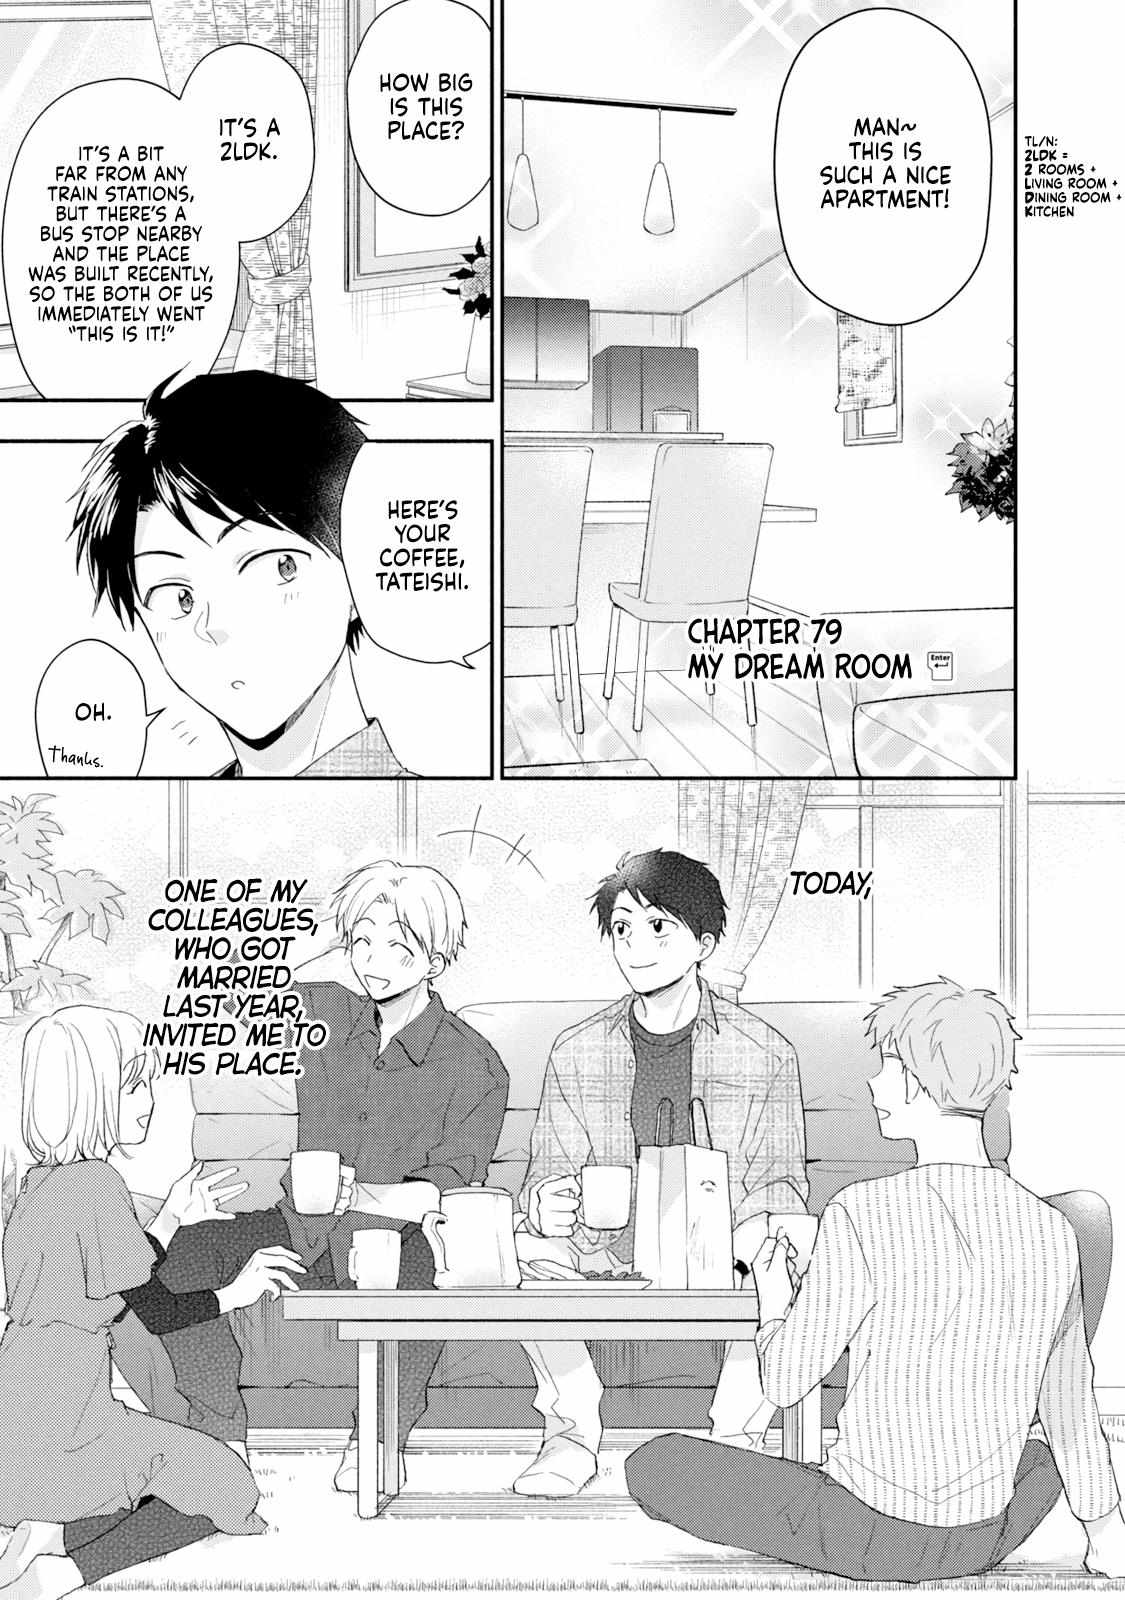 MAN~
THIS IS
SUCH A NICE
APARTMENT!
TL/N:
2LDK =
2 ROOMS +
LIVING ROOM +
DINING ROOM +
KITCHEN
CHAPTER 79
MY DREAM ROOM
Enter
HOW BIG
IS THIS
PLACE?
IT'S A
2LDK.
IT'S A BIT
FAR FROM ANY
TRAIN STATIONS,
BUT THERE'S A
BUS STOP NEARBY
AND THE PLACE
WAS BUILT RECENTLY,
SO THE BOTH OF US
IMMEDIATELY WENT
"THIS IS IT!"
HERE'S
YOUR
COFFEE,
TATEISHI.
OH.
Thanks.
TODAY,
ONE OF MY
COLLEAGUES,
WHO GOT
MARRIED
LAST YEAR,
INVITED ME TO
HIS PLACE.